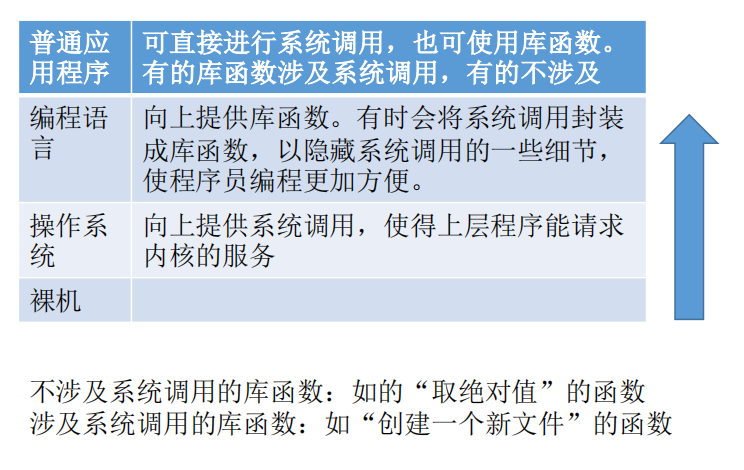 普通应
用程序
可直接进行系统调用，也可使用库函数。
有的库函数涉及系统调用，有的不涉及
编程语
言
向上提供库函数。有时会将系统调用封装
成库函数，以隐藏系统调用的一些细节，
使程序员编程更加方便。
操作系
统
向上提供系统调用，使得上层程序能请求
内核的服务
裸机
不涉及系统调用的库函数：如的“取绝对值”的函数
涉及系统调用的库函数：如“创建一个新文件”的函数